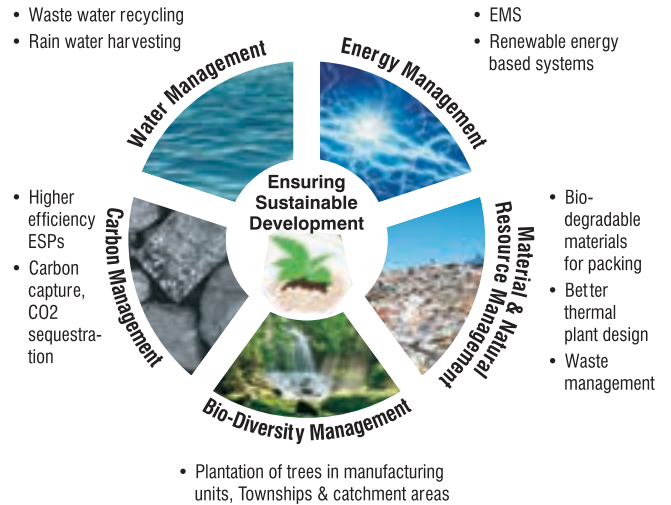 • Waste water recycling
• Rain water harvesting
Water Management
Energy Management
• EMS
• Renewable energy
based systems
Ensuring
Sustainable
Development
• Higher
efficiency
ESPs
• Carbon
capture,
CO2
sequestra-
tion
Carbon Management
Material & Natural
Resource Management
• Bio-
degradable
materials
for packing
• Better
thermal
plant design
• Waste
management
Bio-Diversity Management
• Plantation of trees in manufacturing
units, Townships & catchment areas